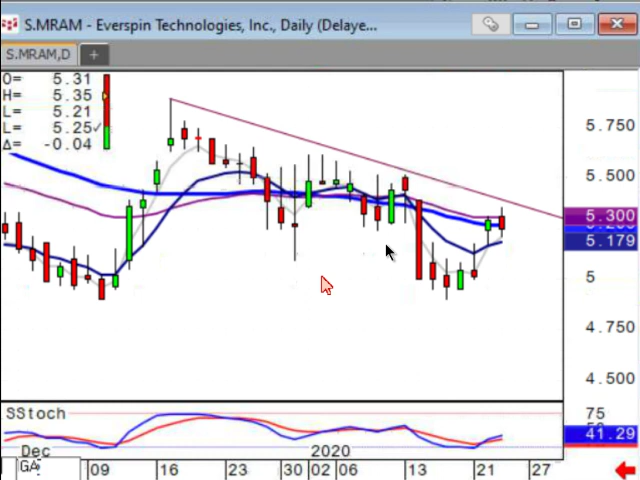 S.MRAM - Everspin Technologies, Inc., Daily (Delaye...
S.MRAM,D +
O= 5.31
H= 5.35
L= 5.21
L= 5.25✓
Δ= -0.04
5.750
5.500
5.300
5.179
5
4.750
4.500
SStoch
75
41.29
Dec 2020
GA 09 16 23 30 02 06 13 21 27